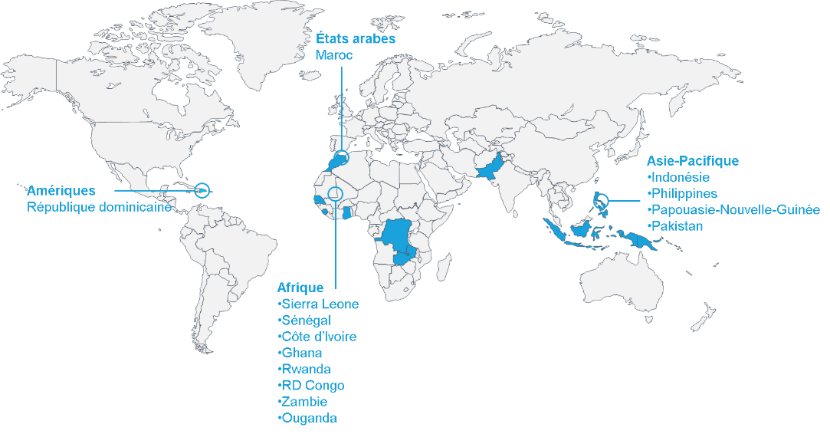 États arabes
Maroc
Amériques
République dominicaine
Asie-Pacifique
•Indonésie
•Philippines
•Papouasie-Nouvelle-Guinée
•Pakistan
Afrique
•Sierra Leone
•Sénégal
•Côte d'Ivoire
•Ghana
•Rwanda
•RD Congo
•Zambie
•Ouganda